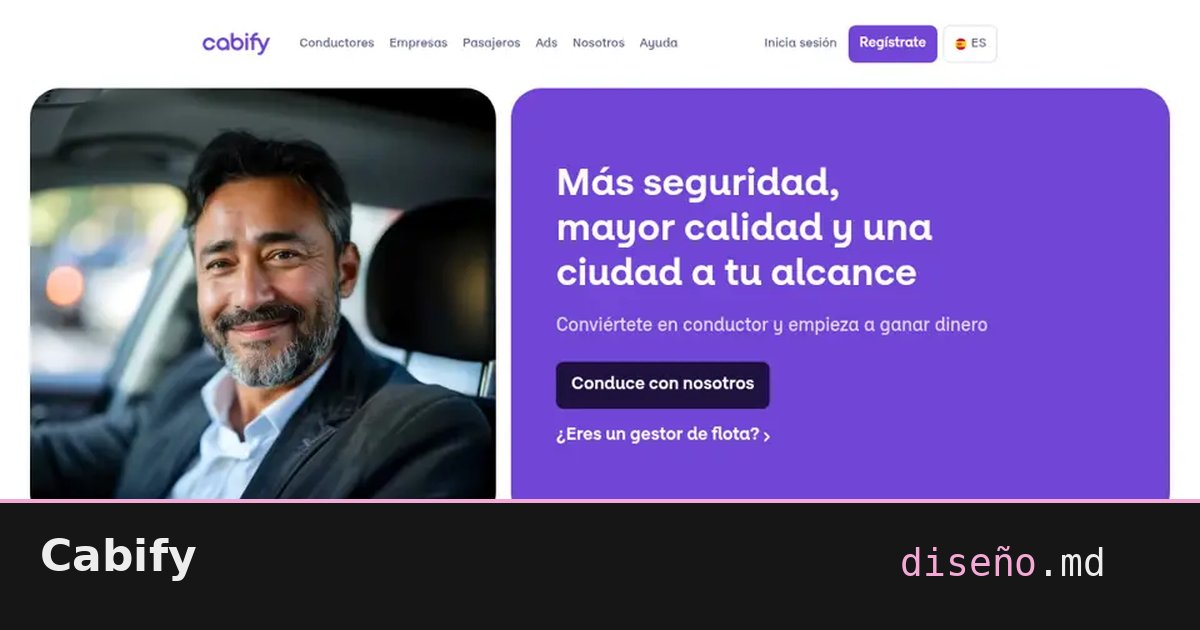 cabify
Conductores Empresas Pasajeros Ads Nosotros Ayuda
Inicia sesión Regístrate ES
Más seguridad,
mayor calidad y una
ciudad a tu alcance
Conviértete en conductor y empieza a ganar dinero
Conduce con nosotros
¿Eres un gestor de flota? ›
Cabify
diseño.md